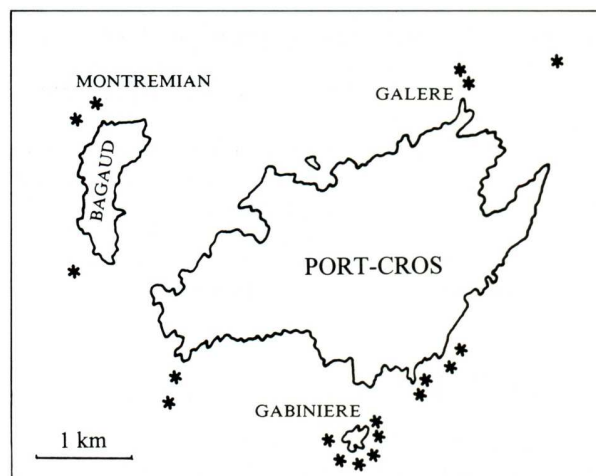 MONTREMIAN
GALERE
BAGAUD
PORT-CROS
GABINIERE
1 km